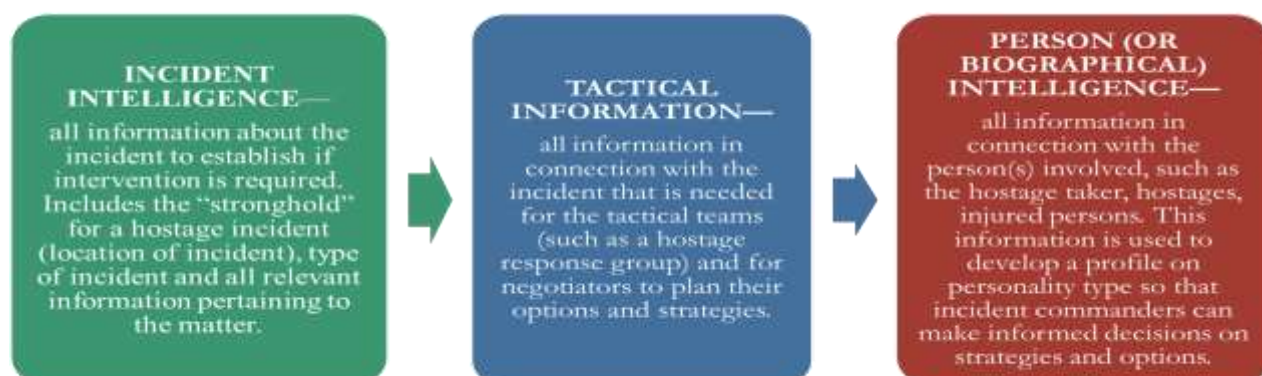 INCIDENT
INTELLIGENCE—
all information about the
incident to establish if
intervention is required.
Includes the “stronghold”
for a hostage incident
(location of incident), type
of incident and all relevant
information pertaining to
the matter.
TACTICAL
INFORMATION—
all information in
connection with the
incident that is needed
for the tactical teams
(such as a hostage
response group) and for
negotiators to plan their
options and strategies.
PERSON (OR
BIOGRAPHICAL)
INTELLIGENCE—
all information in
connection with the
person(s) involved, such as
the hostage taker, hostages,
injured persons. This
information is used to
develop a profile on
personality type so that
incident commanders can
make informed decisions on
strategies and options.